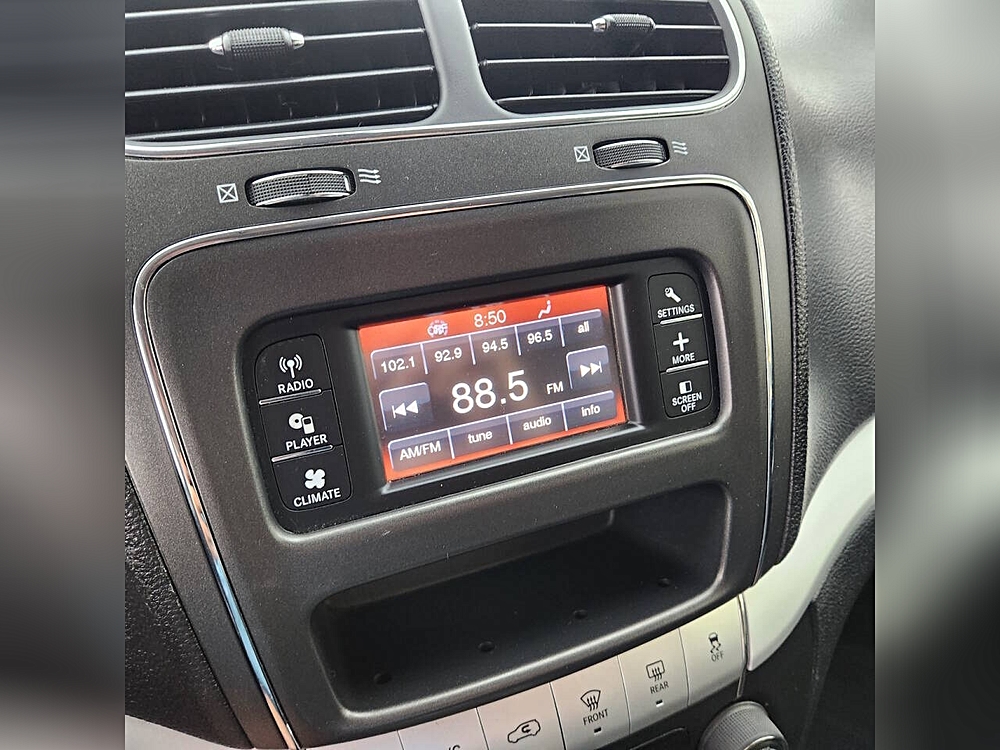 8:50
102.1 92.9 94.5 96.5 all
88.5 FM
AM/FM tune audio info
RADIO
PLAYER
CLIMATE
SETTINGS
MORE
SCREEN
OFF
FRONT
REAR
OFF